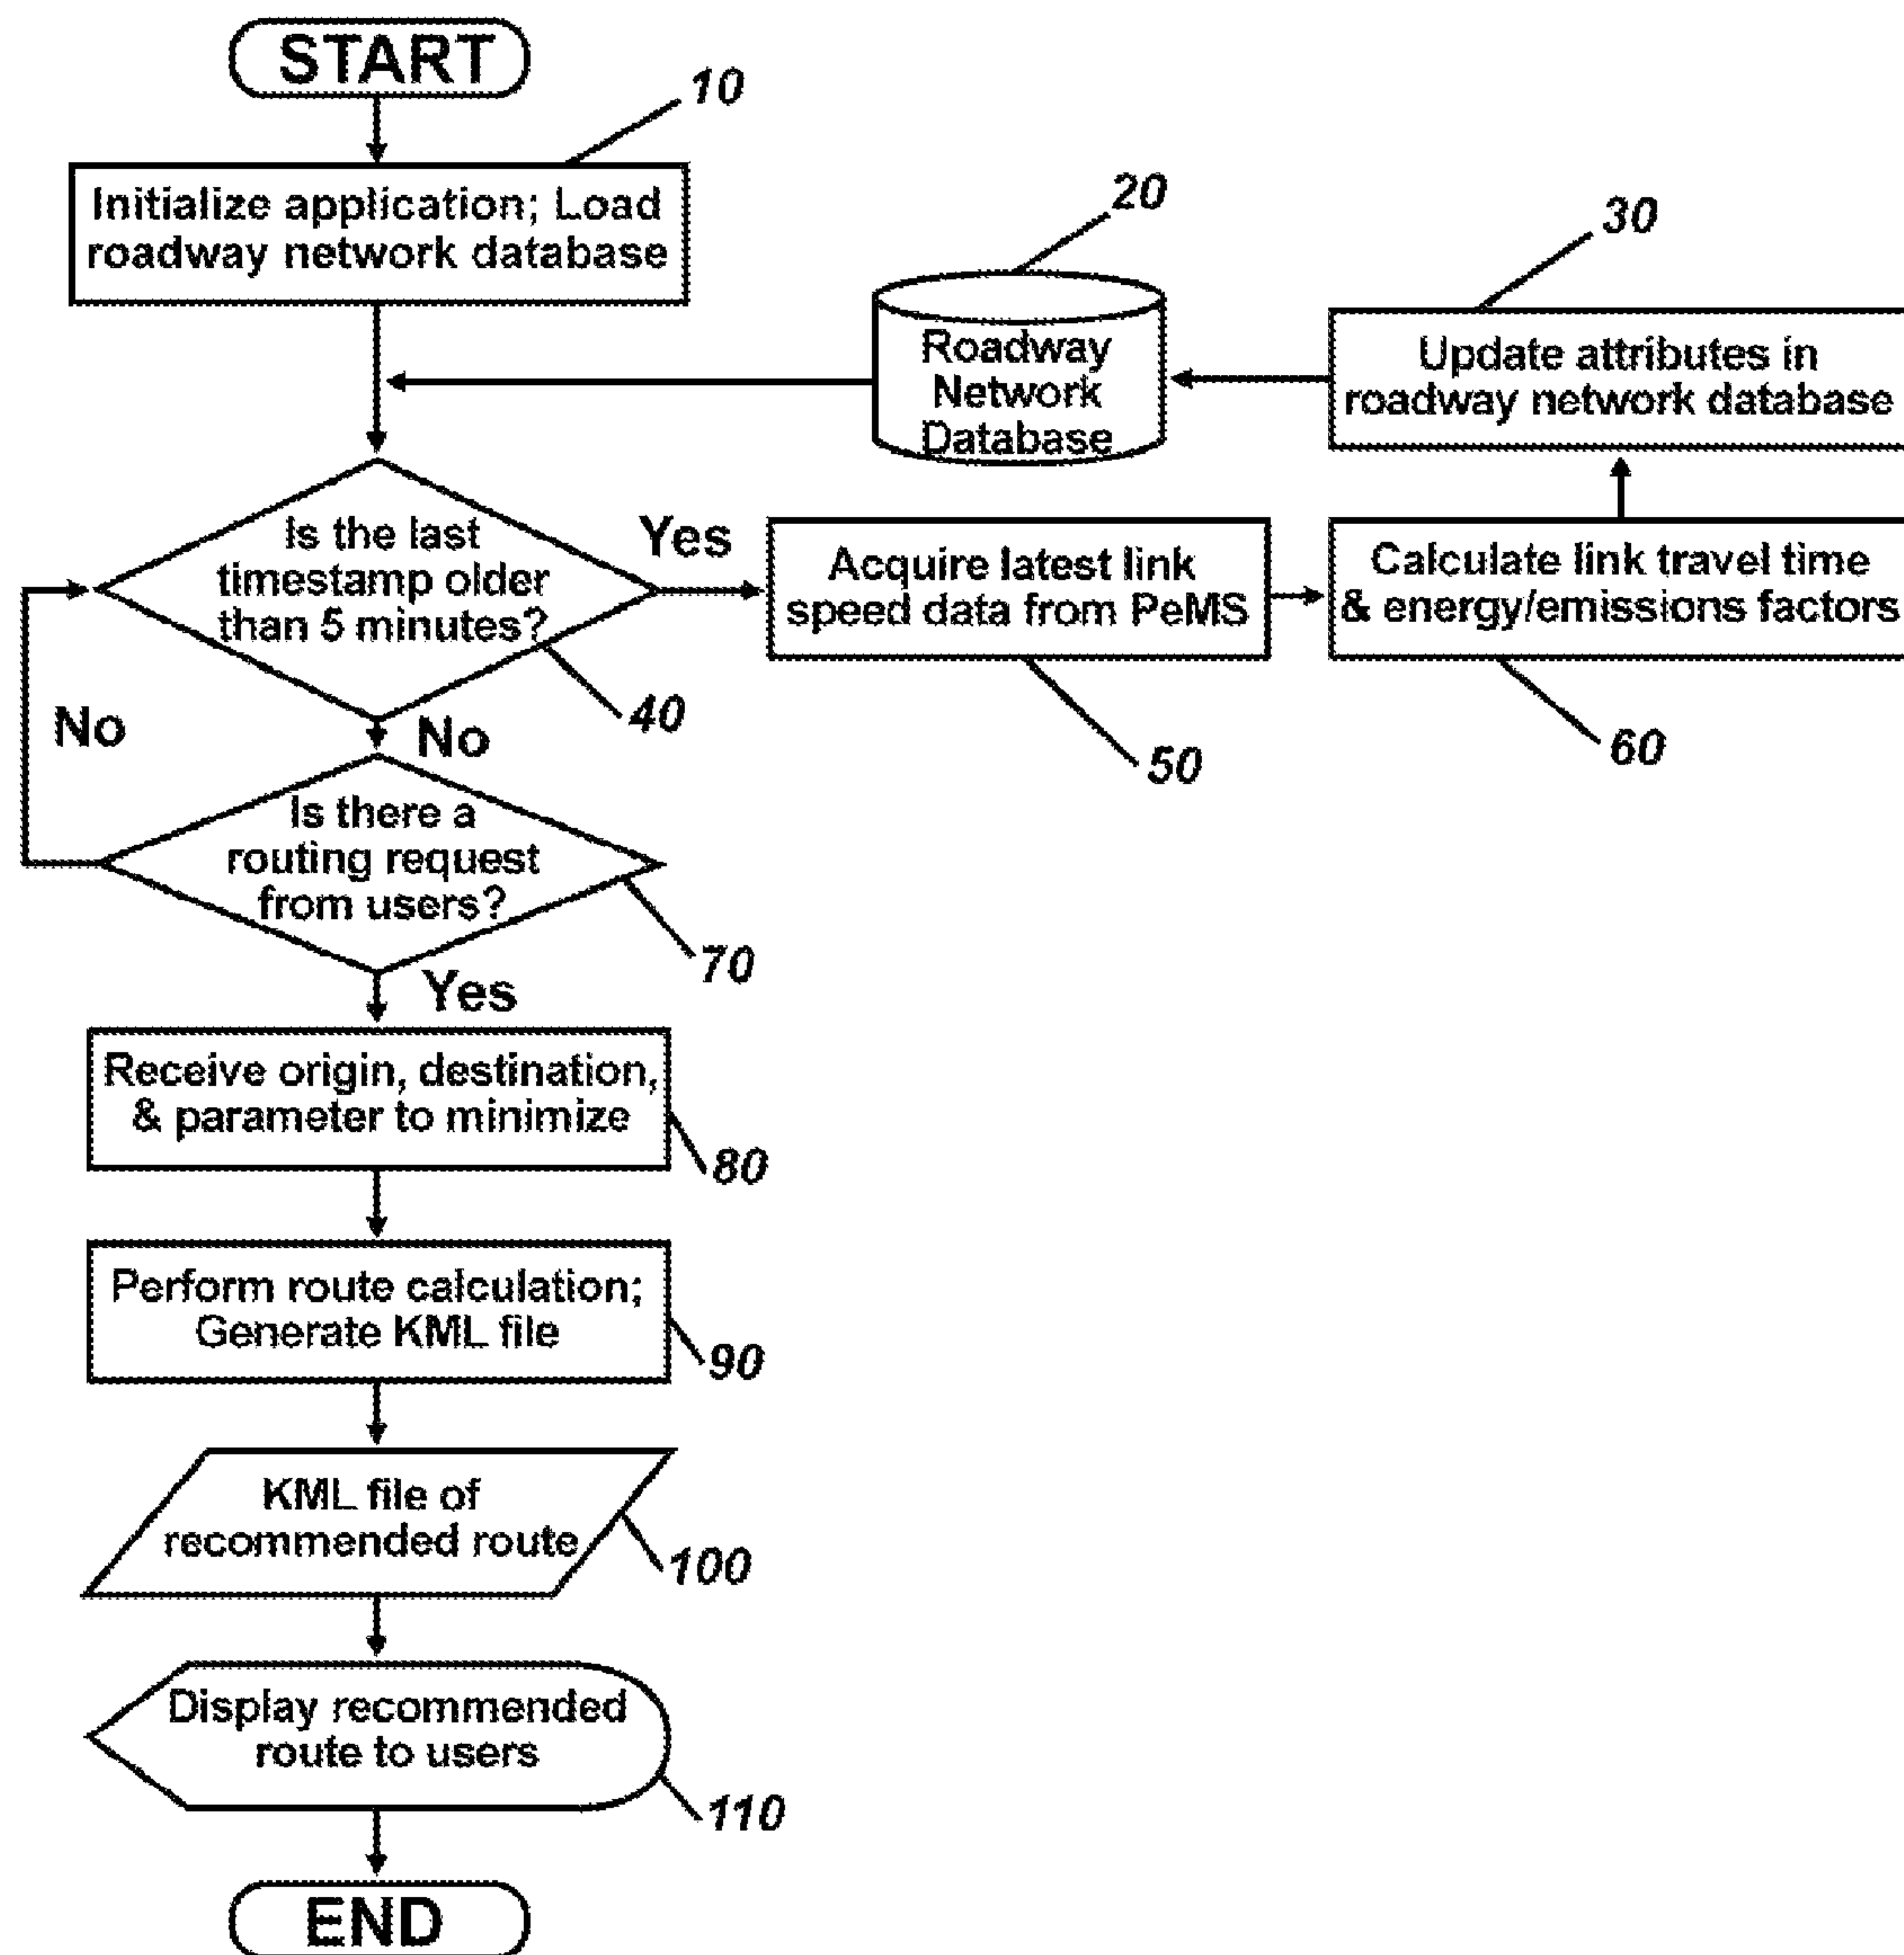 START
10
Initialize application; Load
roadway network database
20
Roadway
Network
Database
30
Update attributes in
roadway network database
Is the last
timestamp older
than 5 minutes?
Yes
40
No
No
Acquire latest link
speed data from PeMS
50
Calculate link travel time
& energy/emissions factors
60
Is there a
routing request
from users?
70
Yes
Receive origin, destination,
& parameter to minimize
80
Perform route calculation;
Generate KML file
90
KML file of
recommended route
100
Display recommended
route to users
110
END